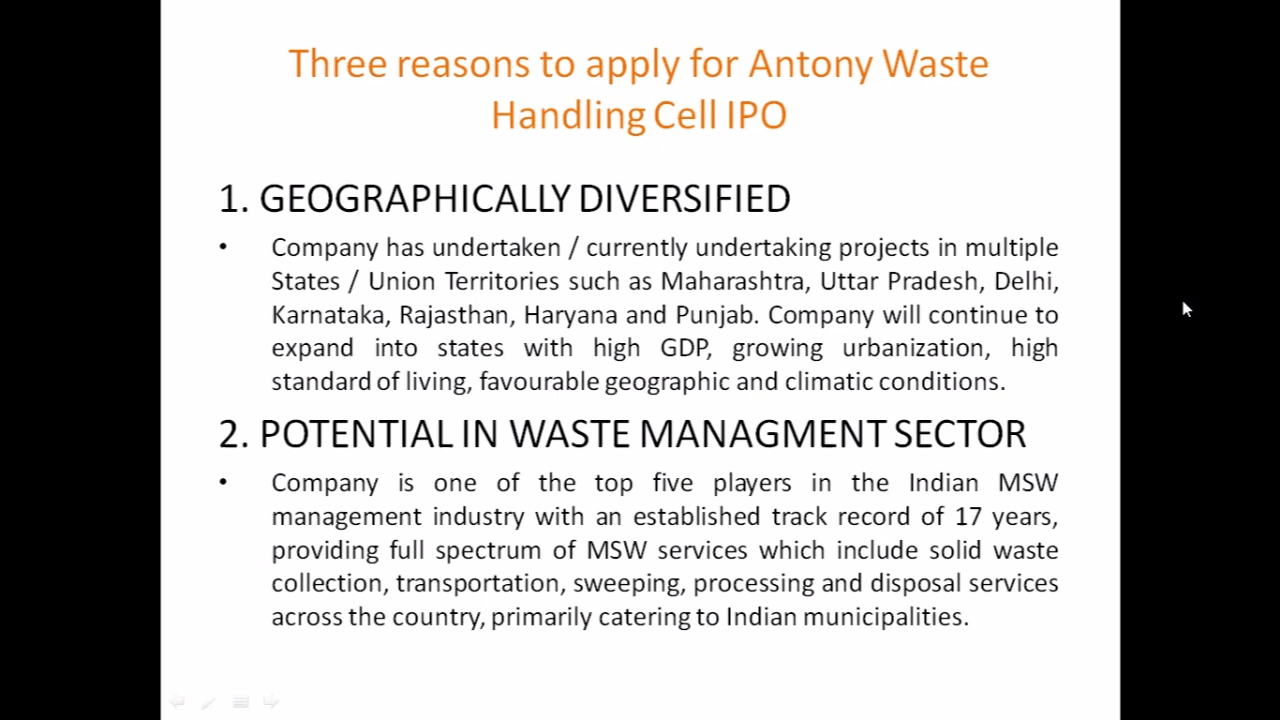 Three reasons to apply for Antony Waste
Handling Cell IPO
1. GEOGRAPHICALLY DIVERSIFIED
• Company has undertaken / currently undertaking projects in multiple
States / Union Territories such as Maharashtra, Uttar Pradesh, Delhi,
Karnataka, Rajasthan, Haryana and Punjab. Company will continue to
expand into states with high GDP, growing urbanization, high
standard of living, favourable geographic and climatic conditions.
2. POTENTIAL IN WASTE MANAGMENT SECTOR
• Company is one of the top five players in the Indian MSW
management industry with an established track record of 17 years,
providing full spectrum of MSW services which include solid waste
collection, transportation, sweeping, processing and disposal services
across the country, primarily catering to Indian municipalities.